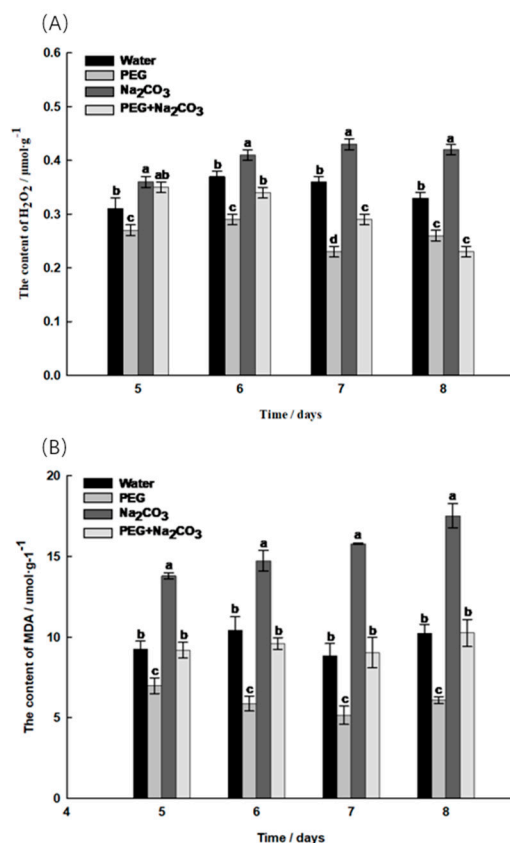 (A)
0.6
0.5
0.4
0.3
0.2
0.1
0.0
The content of H₂O₂ / μmol·g⁻¹
Water
PEG
Na₂CO₃
PEG+Na₂CO₃
b c a ab
b c a b
b d a c
b c a c
5 6 7 8
Time / days
(B)
20
15
10
5
0
The content of MDA / umol·g-1⁻¹
Water
PEG
Na₂CO₃
PEG+Na₂CO₃
b c a b
b c a b
b c a b
b c a b
4 5 6 7 8
Time / days